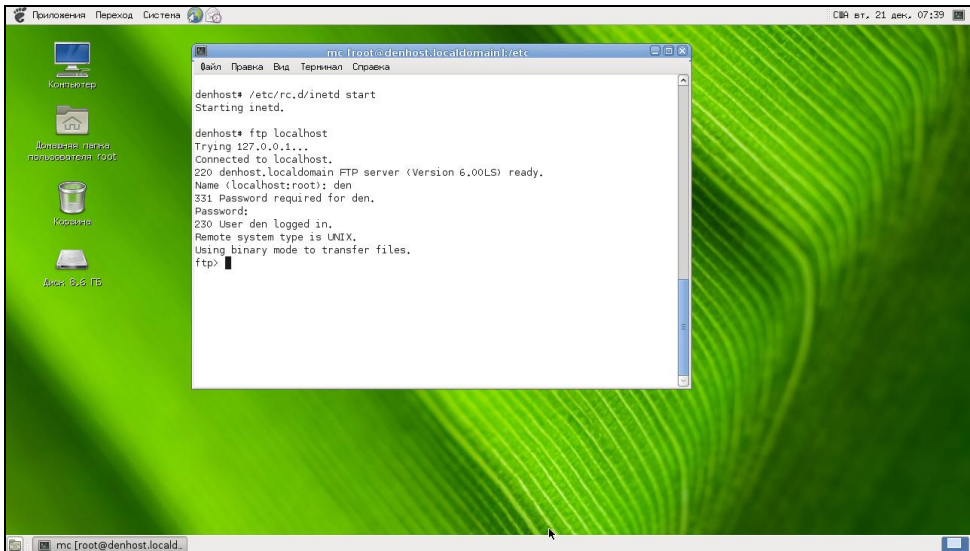 Приложения Переход Система
США вт, 21 дек, 07:39
Компьютер
Домашняя папка
пользователя root
Корзина
Диск 8,6 ГБ
mc [root@denhost.localdomain]:/etc
Файл Правка Вид Терминал Справка
denhost# /etc/rc.d/inetd start
Starting inetd.
denhost# ftp localhost
Trying 127.0.0.1...
Connected to localhost.
220 denhost.localdomain FTP server (Version 6.00LS) ready.
Name (localhost:root): den
331 Password required for den.
Password:
230 User den logged in.
Remote system type is UNIX.
Using binary mode to transfer files.
ftp>
mc [root@denhost.locald..